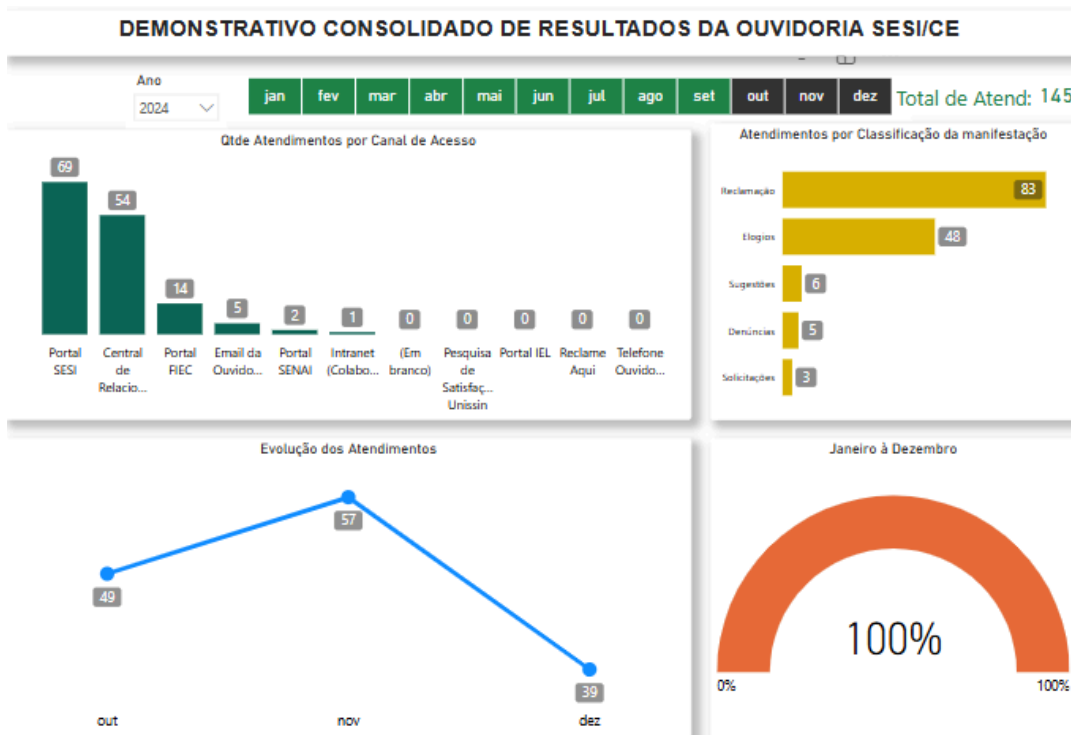 DEMONSTRATIVO CONSOLIDADO DE RESULTADOS DA OUVIDORIA SESI/CE
Ano
2024
jan fev mar abr mai jun jul ago set out nov dez
Total de Atend: 145
Qtde Atendimentos por Canal de Acesso
69
54
14
5
2
1
0
0
0
0
0
Portal SESI
Central de Relacio...
Portal FIEC
Email da Ouvido...
Portal SENAI
Intranet (Colabo...
(Em branco)
Pesquisa de Satisfaç... Unissin
Portal IEL
Reclame Aqui
Telefone Ouvido...
Atendimentos por Classificação da manifestação
Reclamação 83
Elogios 48
Sugestões 6
Denúncias 5
Solicitações 3
Evolução dos Atendimentos
49
57
39
out nov dez
Janeiro à Dezembro
100%
0% 100%